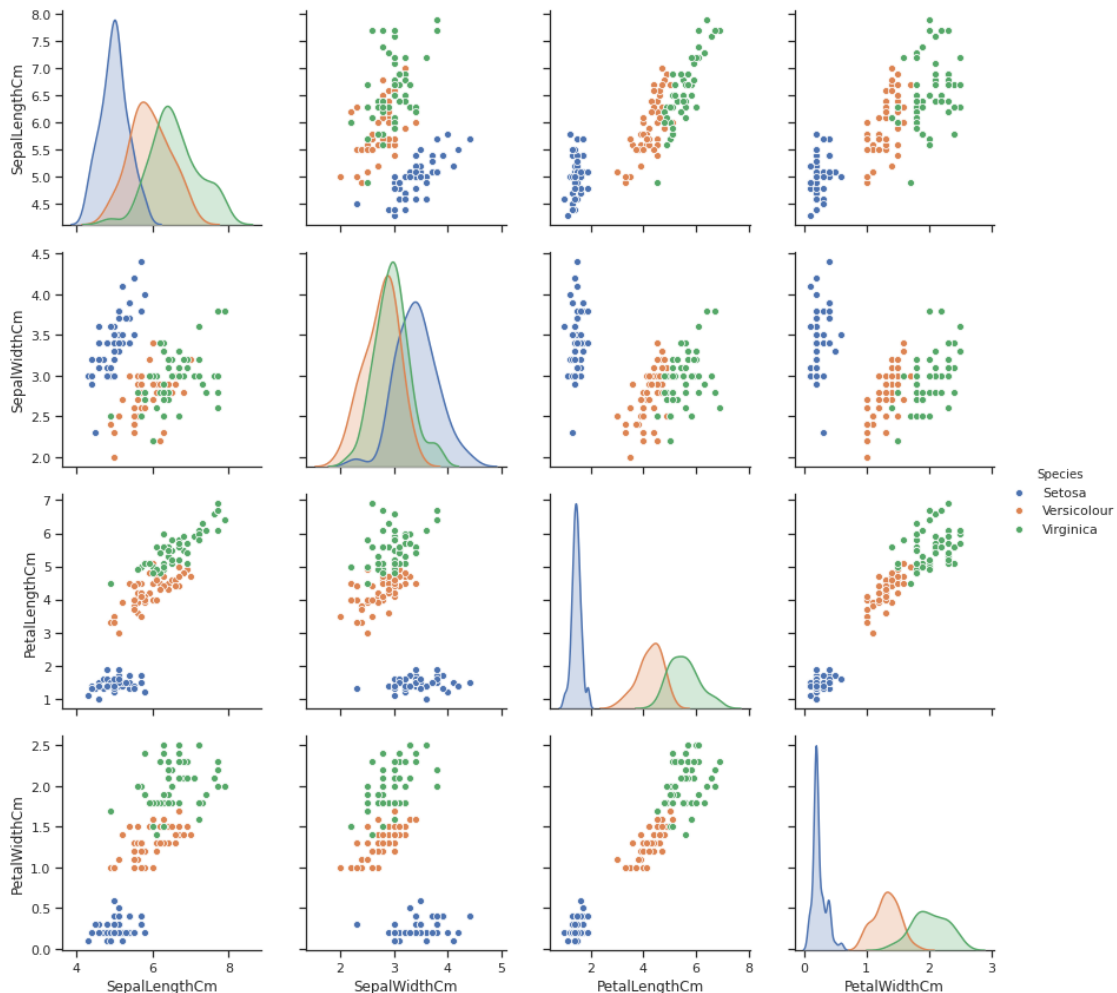 8.0
7.5
7.0
6.5
6.0
5.5
5.0
4.5
SepalLengthCm
4.5
4.0
3.5
3.0
2.5
2.0
SepalWidthCm
Species
Setosa
Versicolour
Virginica
7
6
5
4
3
2
1
PetalLengthCm
2.5
2.0
1.5
1.0
0.5
0.0
PetalWidthCm
4 6 8
SepalLengthCm
2 3 4 5
SepalWidthCm
2 4 6 8
PetalLengthCm
0 1 2 3
PetalWidthCm